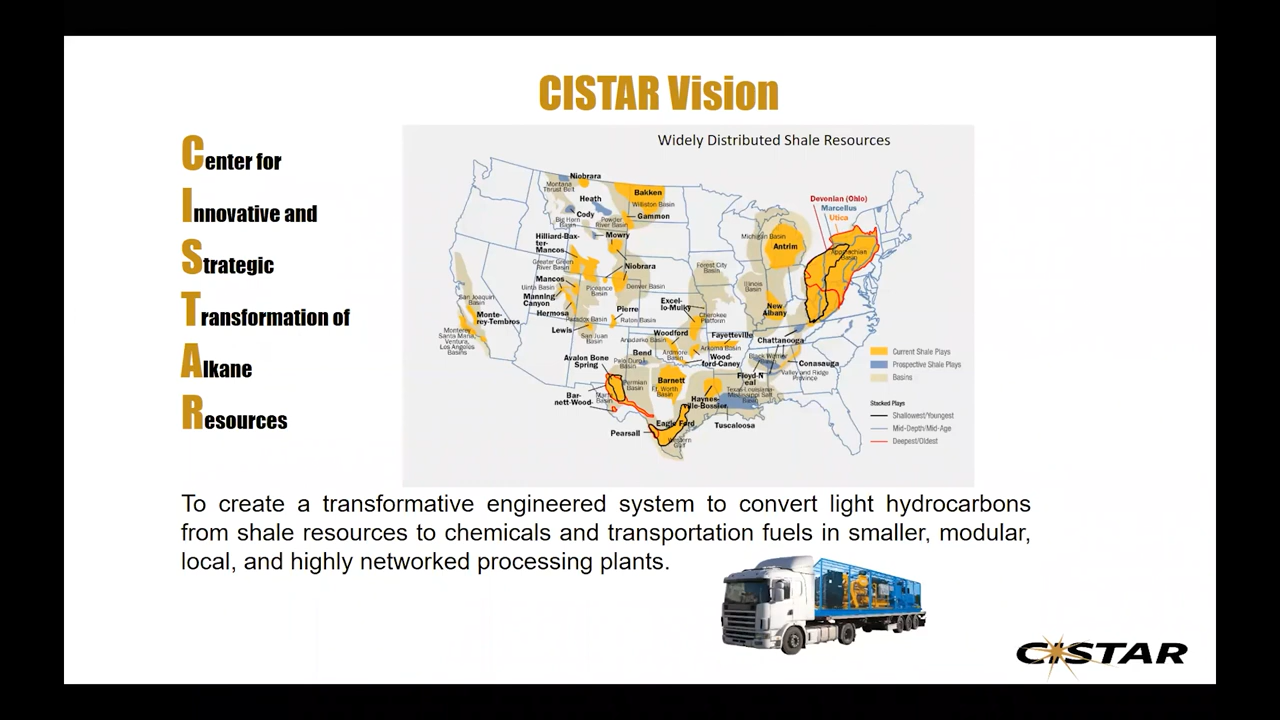 CISTAR Vision
Center for
Innovative and
Strategic
Transformation of
Alkane
Resources
Widely Distributed Shale Resources
Niobrara
Montana
Thrust Belt
Bakken
Williston Basin
Heath
Cody
Gammon
Big Horn
Basin
Powder
River Basin
Mowry
Hilliard-Bax-
ter-
Mancos
Greater Green
River Basin
Niobrara
Mancos
Uinta Basin
Piceance
Basin
Denver Basin
Manning
Canyon
Hermosa
Paradox Basin
Pierre
Raton Basin
Lewis
San Juan
Basin
San Joaquin
Basin
Monte-
rey-Tembros
Monterey
Santa Maria,
Ventura,
Los Angeles
Basins
Forest City
Basin
Excel-
lo-Mulky
Cherokee
Platform
Woodford
Anadarko Basin
Fayetteville
Arkoma Basin
Ardmore
Basin
Wood-
ford-Caney
Bend
Palo Duro
Basin
Avalon Bone
Spring
Permian
Basin
Barnett
Ft. Worth
Basin
Bar-
nett-Wood-
Marfa
Basin
Haynes-
ville-Bossier
Eagle Ford
Pearsall
Western
Gulf
Tuscaloosa
Texas-Louisiana-
Mississippi Salt
Basin
Floyd-N
eal
Black Warrior
Conasauga
Valley and Ridge
Province
Chattanooga
New
Albany
Illinois
Basin
Michigan Basin
Antrim
Devonian (Ohio)
Marcellus
Utica
Appalachian
Basin
Current Shale Plays
Prospective Shale Plays
Basins
Stacked Plays
Shallowest/Youngest
Mid-Depth/Mid-Age
Deepest/Oldest
To create a transformative engineered system to convert light hydrocarbons
from shale resources to chemicals and transportation fuels in smaller, modular,
local, and highly networked processing plants.
CISTAR